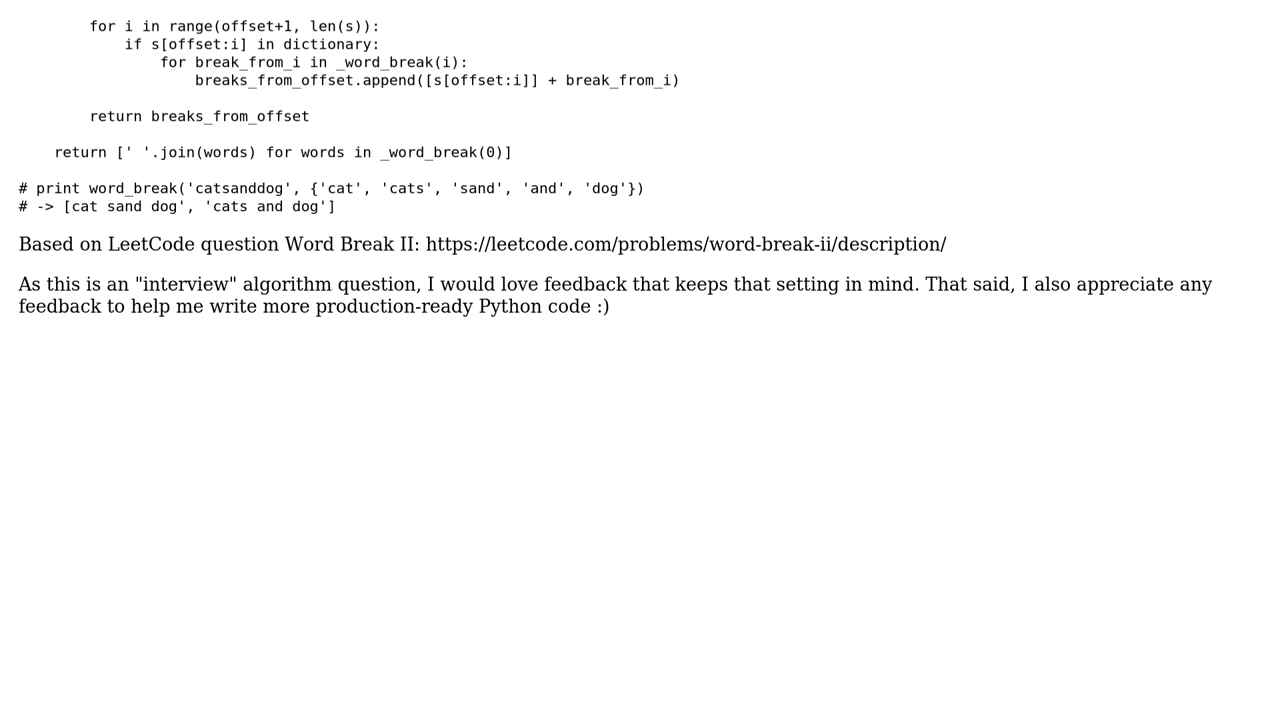 for i in range(offset+1, len(s)):
if s[offset:i] in dictionary:
for break_from_i in _word_break(i):
breaks_from_offset.append([s[offset:i]] + break_from_i)
return breaks_from_offset
return [' '.join(words) for words in _word_break(0)]
# print word_break('catsanddog', {'cat', 'cats', 'sand', 'and', 'dog'})
# -> [cat sand dog', 'cats and dog']
Based on LeetCode question Word Break II: https://leetcode.com/problems/word-break-ii/description/
As this is an "interview" algorithm question, I would love feedback that keeps that setting in mind. That said, I also appreciate any
feedback to help me write more production-ready Python code :)